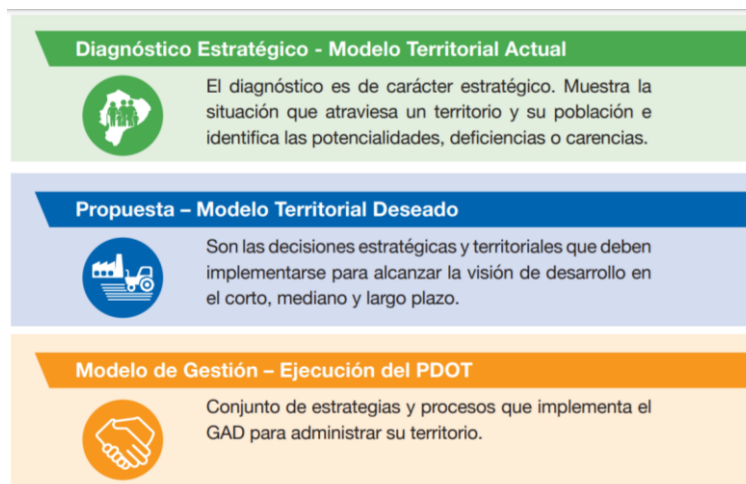 Diagnóstico Estratégico - Modelo Territorial Actual
El diagnóstico es de carácter estratégico. Muestra la
situación que atraviesa un territorio y su población e
identifica las potencialidades, deficiencias o carencias.
Propuesta – Modelo Territorial Deseado
Son las decisiones estratégicas y territoriales que deben
implementarse para alcanzar la visión de desarrollo en
el corto, mediano y largo plazo.
Modelo de Gestión – Ejecución del PDOT
Conjunto de estrategias y procesos que implementa el
GAD para administrar su territorio.